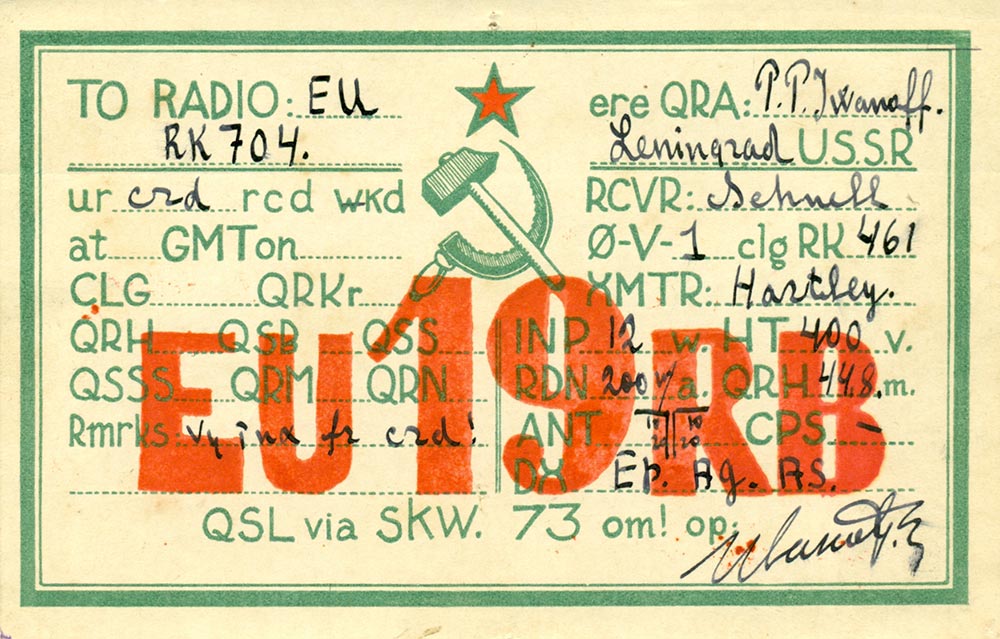 TO RADIO: EU
RK 704.
ur crd rcd wkd
at GMT on
CLG QRKr
QRH QSB QSS
QSSS QRM QRN
Rmrks: Vy tnx fr crd!
ere QRA: P.P. Iwanoff.
Leningrad U.S.S.R
RCVR: Schnell
Ø-V-1 clg RK 461
XMTR: Hartley.
INP 12 w. HT 400 v.
RDN 200 m/a. QRH 44.8 m.
ANT CPS –
DX Ep. Ag. AS.
EU 19RB
QSL via SKW. 73 om! op: